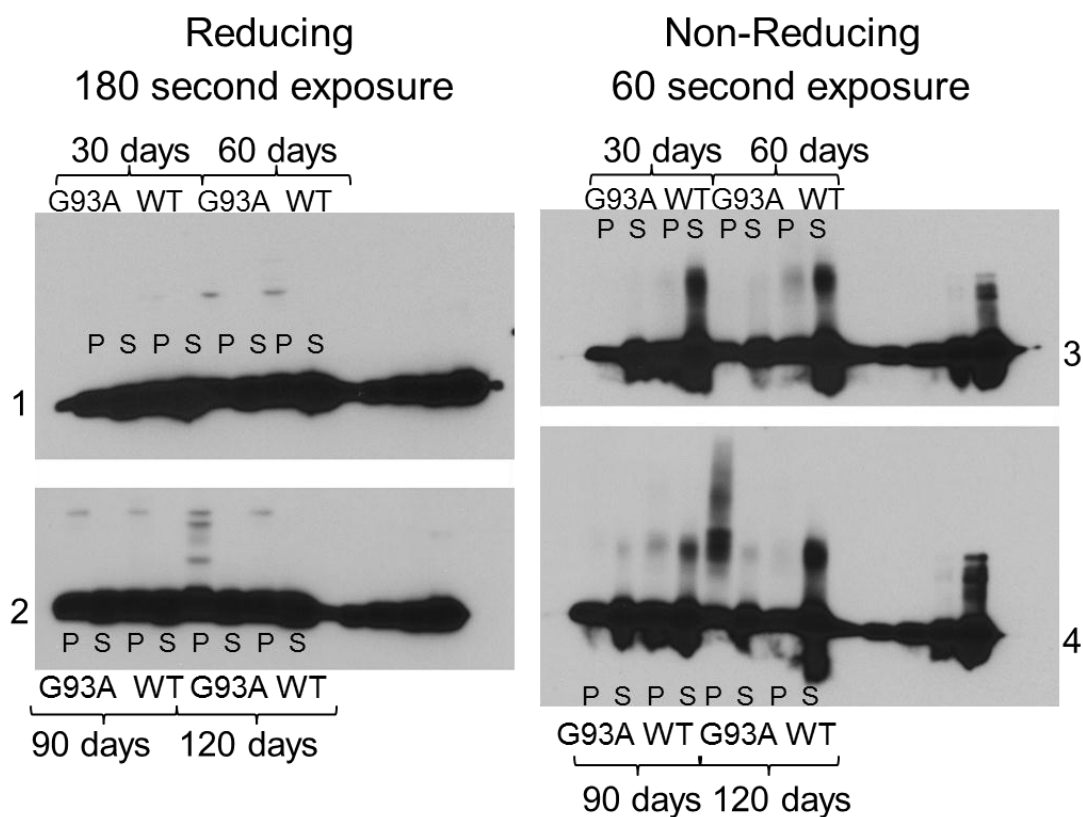 Reducing
180 second exposure
30 days 60 days
G93A WT G93A WT
P S P S P S P S
1
2
P S P S P S P S
G93A WT G93A WT
90 days 120 days
Non-Reducing
60 second exposure
30 days 60 days
G93A WT G93A WT
P S P S P S P S
3
4
P S P S P S P S
G93A WT G93A WT
90 days 120 days